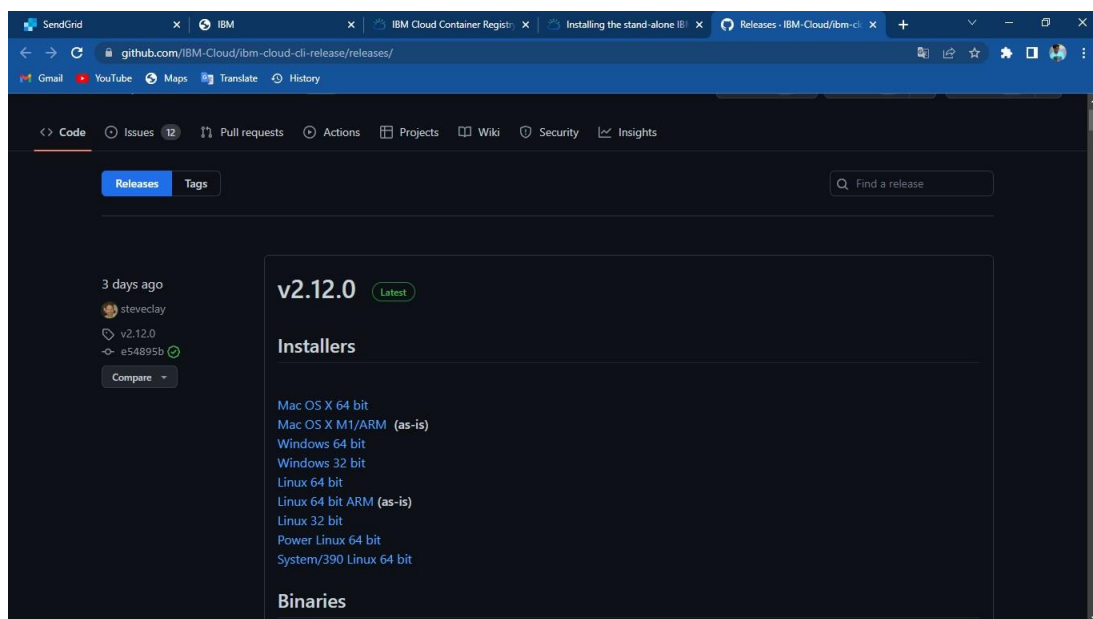 SendGrid
IBM
IBM Cloud Container Registry
Installing the stand-alone IB
Releases · IBM-Cloud/ibm-cl
github.com/IBM-Cloud/ibm-cloud-cli-release/releases/
Gmail YouTube Maps Translate History
<> Code Issues 12 Pull requests Actions Projects Wiki Security Insights
Releases Tags Find a release
3 days ago
steveclay
v2.12.0
e54895b
Compare
v2.12.0 Latest
Installers
Mac OS X 64 bit
Mac OS X M1/ARM (as-is)
Windows 64 bit
Windows 32 bit
Linux 64 bit
Linux 64 bit ARM (as-is)
Linux 32 bit
Power Linux 64 bit
System/390 Linux 64 bit
Binaries